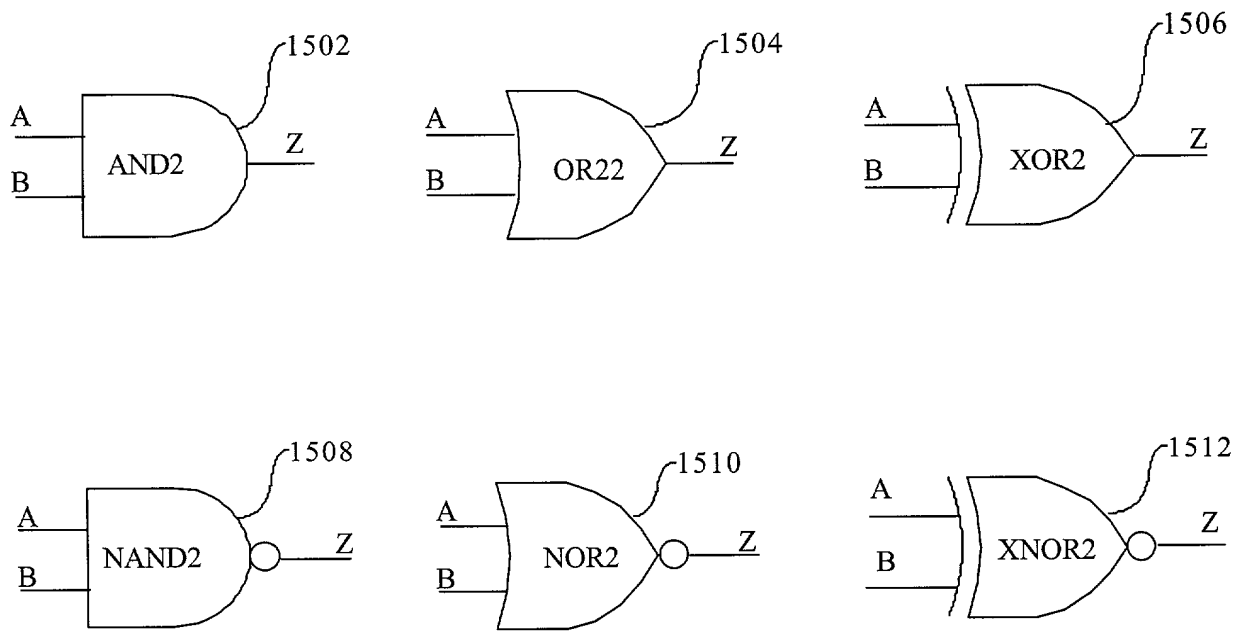 1502 1504 1506
A A A
Z Z Z
AND2 OR22 XOR2
B B B
1508 1510 1512
A A A
Z Z Z
NAND2 NOR2 XNOR2
B B B